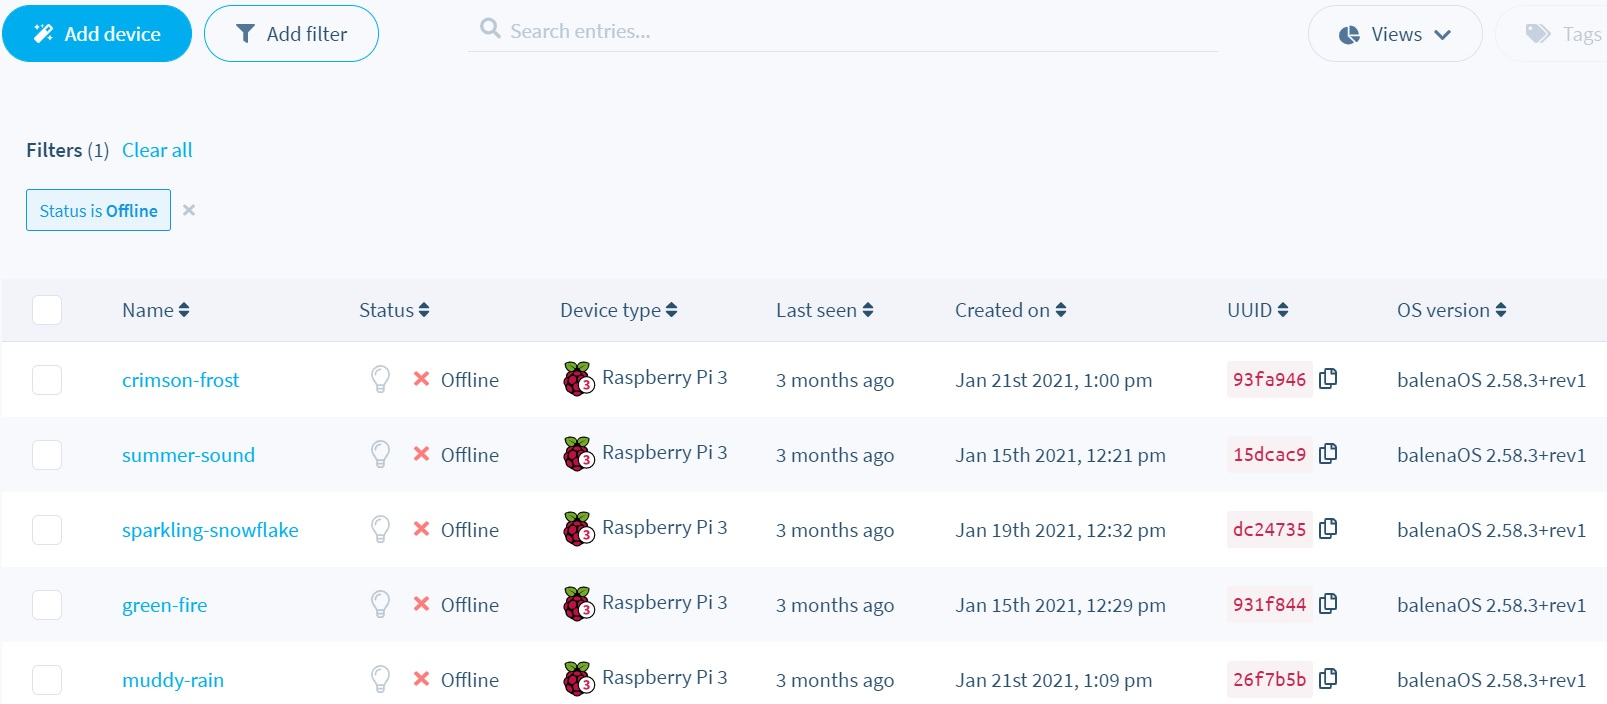 Add device Add filter Search entries... Views Tags
Filters (1) Clear all
Status is Offline
Name Status Device type Last seen Created on UUID OS version
crimson-frost Offline 3 Raspberry Pi 3 3 months ago Jan 21st 2021, 1:00 pm 93fa946 balenaOS 2.58.3+rev1
summer-sound Offline 3 Raspberry Pi 3 3 months ago Jan 15th 2021, 12:21 pm 15dcac9 balenaOS 2.58.3+rev1
sparkling-snowflake Offline 3 Raspberry Pi 3 3 months ago Jan 19th 2021, 12:32 pm dc24735 balenaOS 2.58.3+rev1
green-fire Offline 3 Raspberry Pi 3 3 months ago Jan 15th 2021, 12:29 pm 931f844 balenaOS 2.58.3+rev1
muddy-rain Offline 3 Raspberry Pi 3 3 months ago Jan 21st 2021, 1:09 pm 26f7b5b balenaOS 2.58.3+rev1